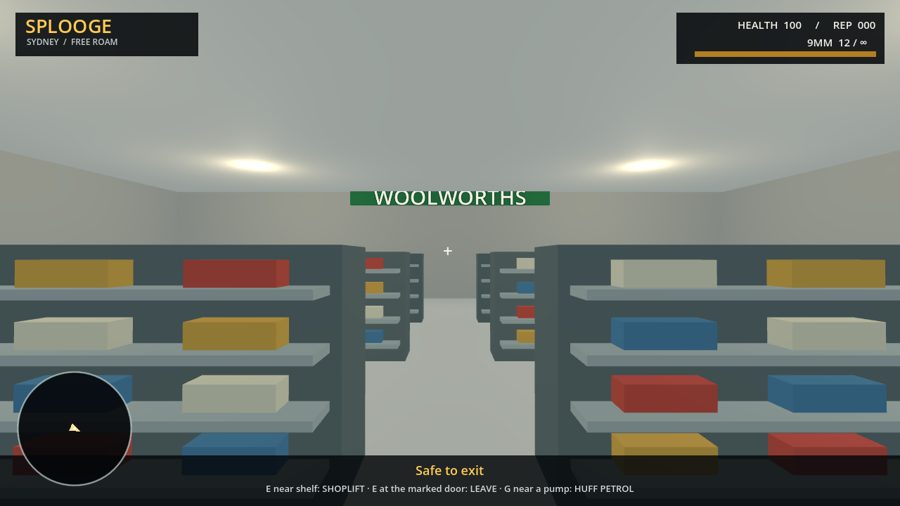 SPLOOGE
SYDNEY / FREE ROAM
HEALTH 100 / REP 000
9MM 12 / ∞
WOOLWORTHS
Safe to exit
E near shelf: SHOPLIFT · E at the marked door: LEAVE · G near a pump: HUFF PETROL